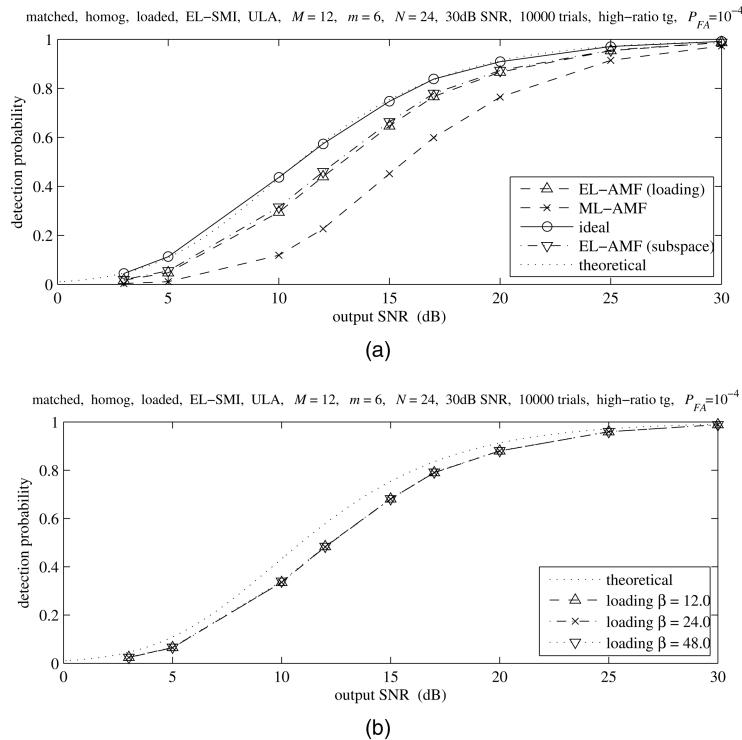 matched, homog, loaded, EL−SMI, ULA, M = 12, m = 6, N = 24, 30dB SNR, 10000 trials, high−ratio tg, P_FA=10^−4
1
0.8
0.6
0.4
0.2
0
detection probability
EL−AMF (loading)
ML−AMF
ideal
EL−AMF (subspace)
theoretical
0 5 10 15 20 25 30
output SNR (dB)
(a)
matched, homog, loaded, EL−SMI, ULA, M = 12, m = 6, N = 24, 30dB SNR, 10000 trials, high−ratio tg, P_FA=10^−4
1
0.8
0.6
0.4
0.2
0
detection probability
theoretical
loading β = 12.0
loading β = 24.0
loading β = 48.0
0 5 10 15 20 25 30
output SNR (dB)
(b)